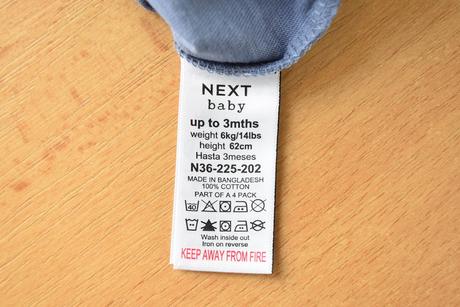 NEXT
baby
up to 3mths
weight 6kg/14lbs
height 62cm
Hasta 3meses
N36-225-202
MADE IN BANGLADESH
100% COTTON
PART OF A 4 PACK
40
Wash inside out
Iron on reverse
KEEP AWAY FROM FIRE